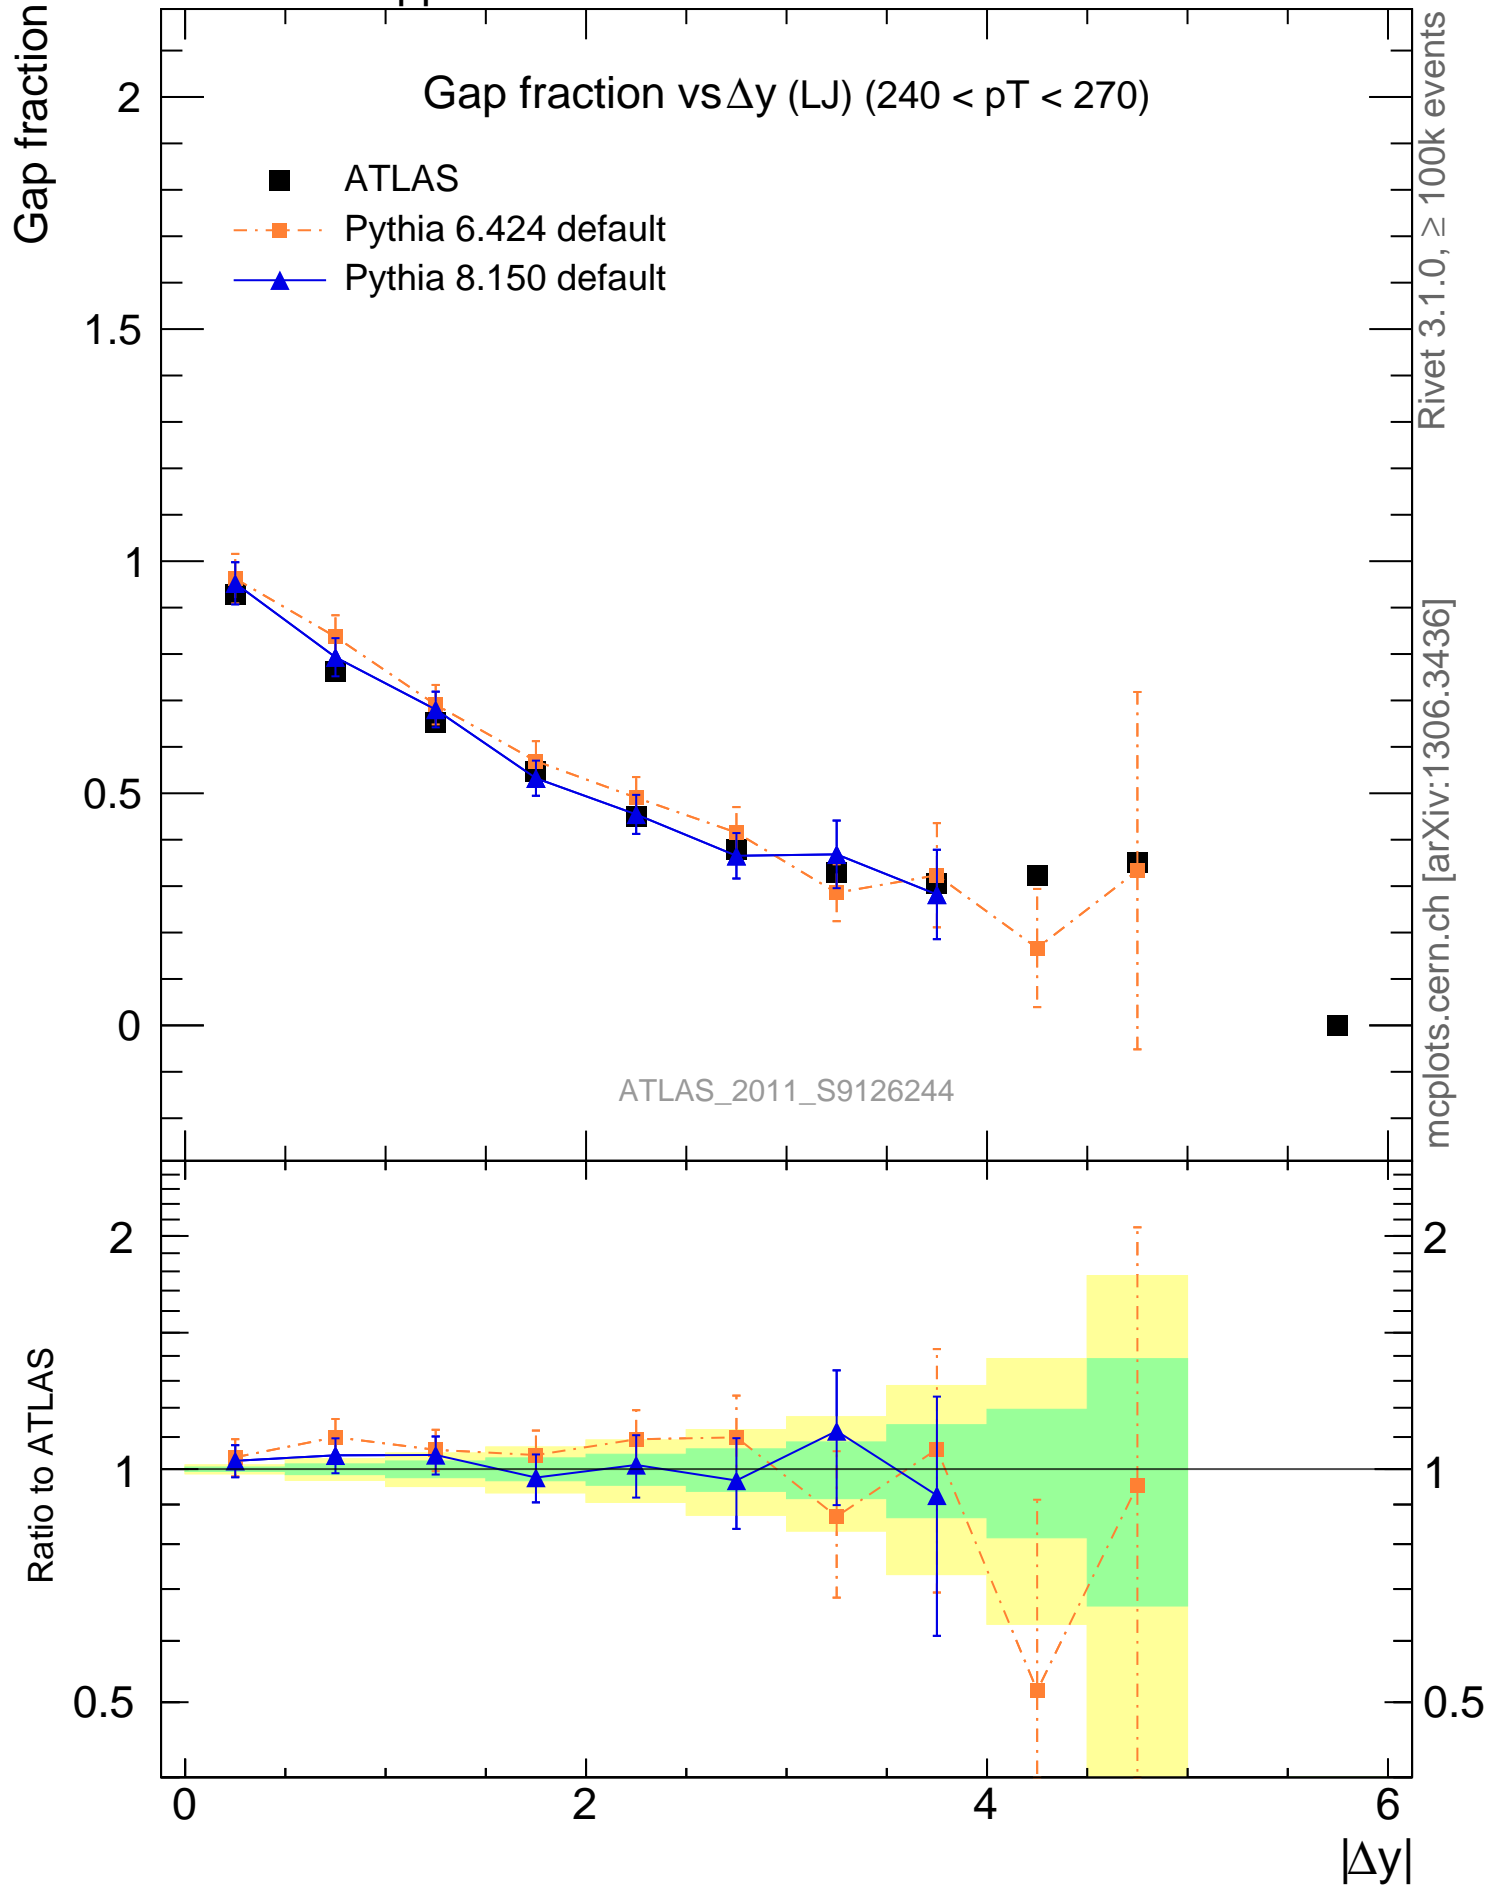 Gap fraction
Gap fraction vs Δy (LJ) (240 < pT < 270)
ATLAS
Pythia 6.424 default
Pythia 8.150 default
2
1.5
1
0.5
0
ATLAS_2011_S9126244
Rivet 3.1.0, ≥ 100k events
mcplots.cern.ch [arXiv:1306.3436]
Ratio to ATLAS
2
1
0.5
2
1
0.5
0
2
4
6
|Δy|